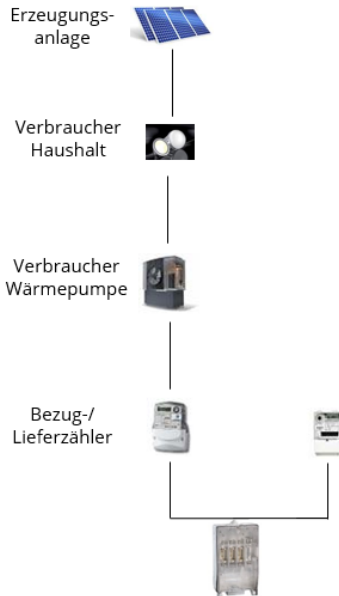 Erzeugungs-
anlage
Verbraucher
Haushalt
Verbraucher
Wärmepumpe
Bezug-/
Lieferzähler